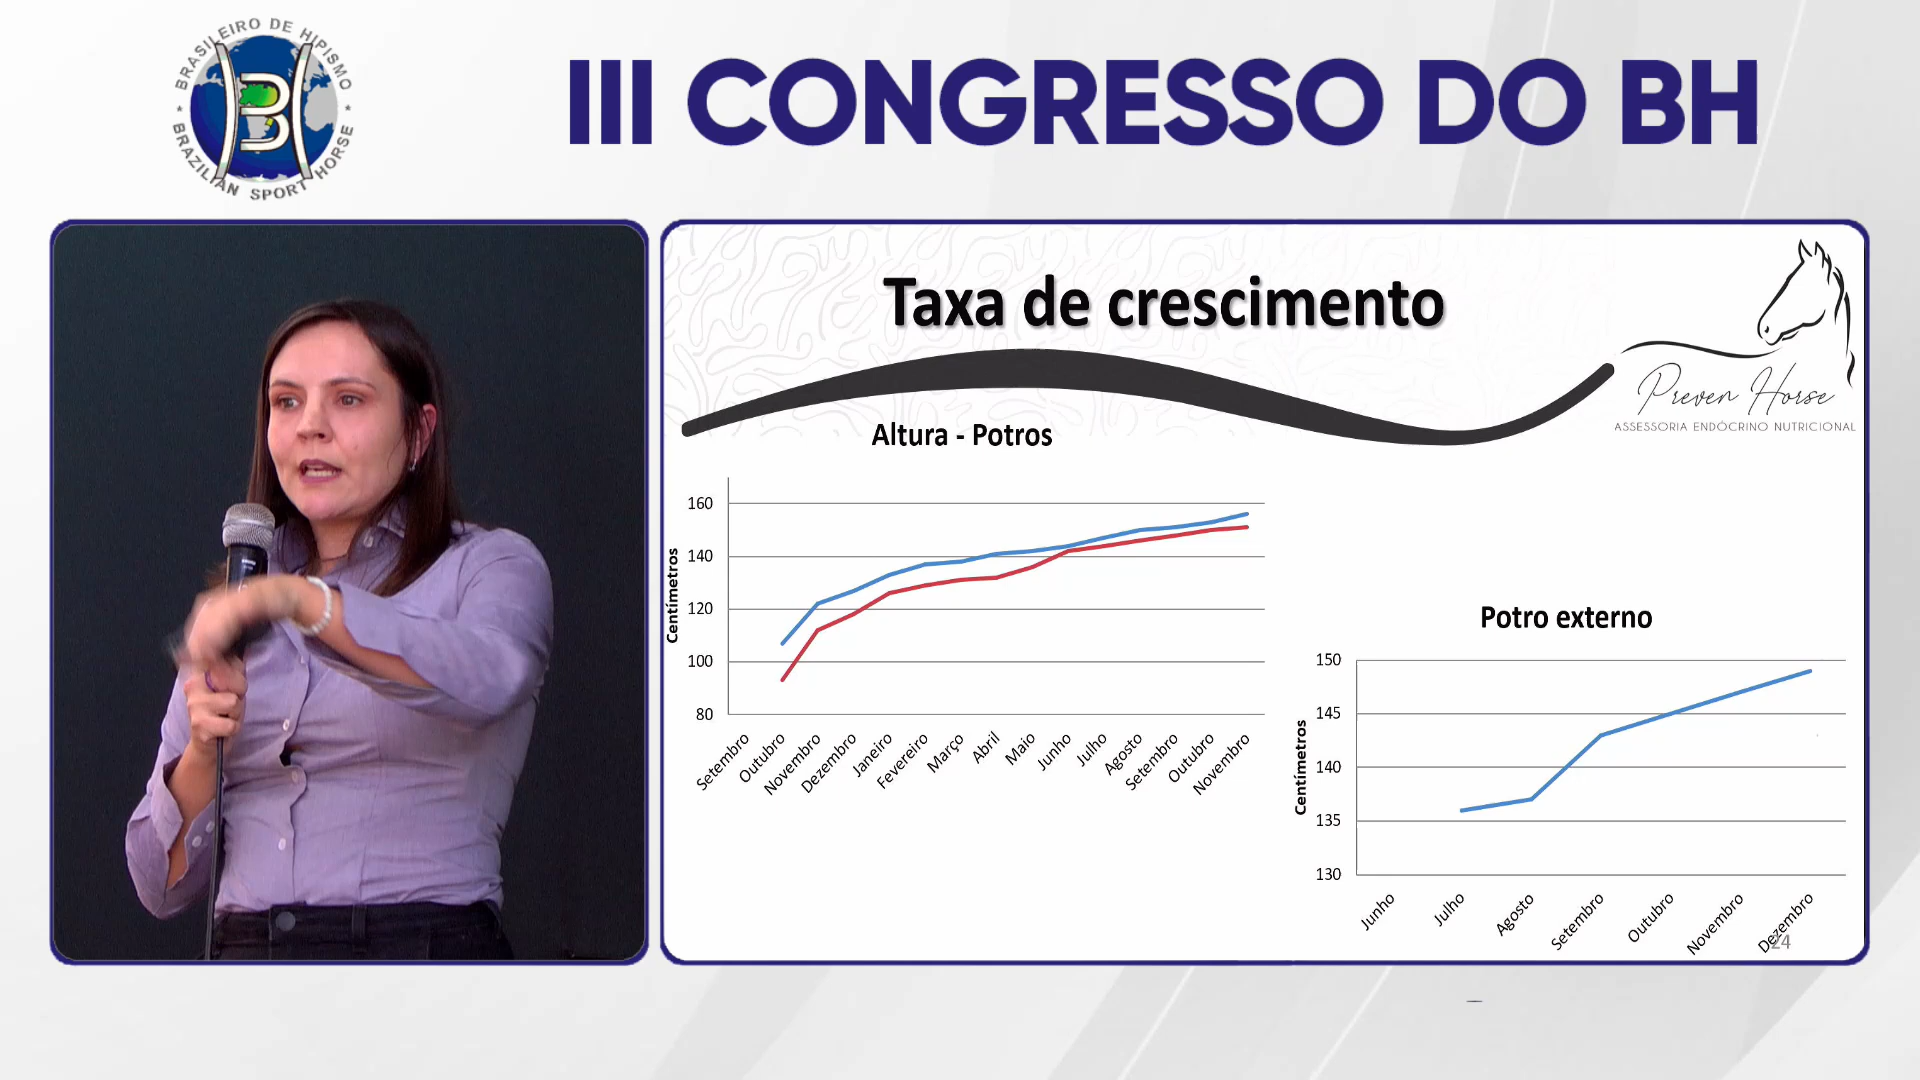 BRASILEIRO DE HIPISMO
BRAZILIAN SPORT HORSE
III CONGRESSO DO BH
Taxa de crescimento
Preven Horse
ASSESSORIA ENDÓCRINO NUTRICIONAL
Altura - Potros
Centímetros
160
140
120
100
80
Setembro
Outubro
Novembro
Dezembro
Janeiro
Fevereiro
Março
Abril
Maio
Junho
Julho
Agosto
Setembro
Outubro
Novembro
Potro externo
Centímetros
150
145
140
135
130
Junho
Julho
Agosto
Setembro
Outubro
Novembro
Dezembro
24